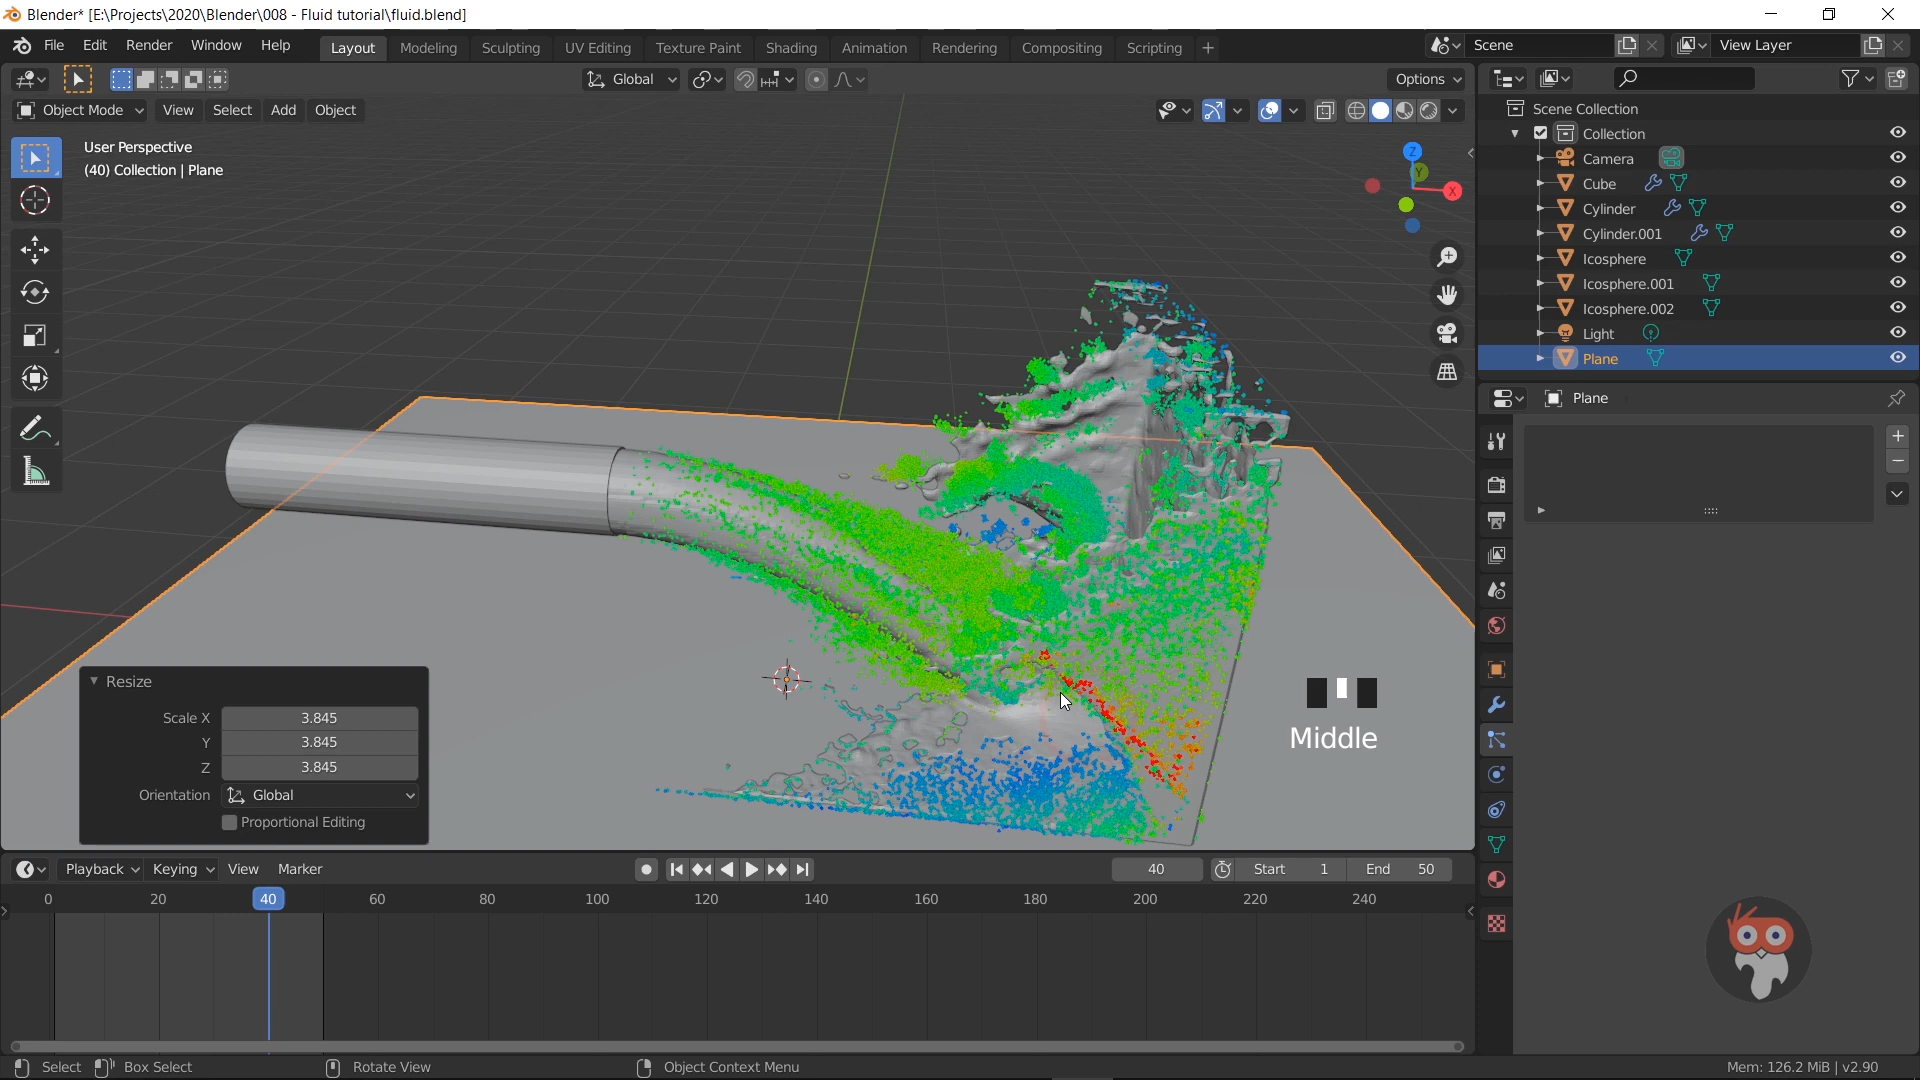 Blender* [E:\Projects\2020\Blender\008 - Fluid tutorial\fluid.blend]
File Edit Render Window Help Layout Modeling Sculpting UV Editing Texture Paint Shading Animation Rendering Compositing Scripting + Scene View Layer
Global Options
Object Mode View Select Add Object
User Perspective
(40) Collection | Plane
Z
Y
X
Scene Collection
Collection
Camera
Cube
Cylinder
Cylinder.001
Icosphere
Icosphere.001
Icosphere.002
Light
Plane
Plane
Resize
Scale X 3.845
Y 3.845
Z 3.845
Orientation Global
Proportional Editing
Middle
Playback Keying View Marker 40 Start 1 End 50
0 20 40 60 80 100 120 140 160 180 200 220 240
Select Box Select Rotate View Object Context Menu Mem: 126.2 MiB | v2.90